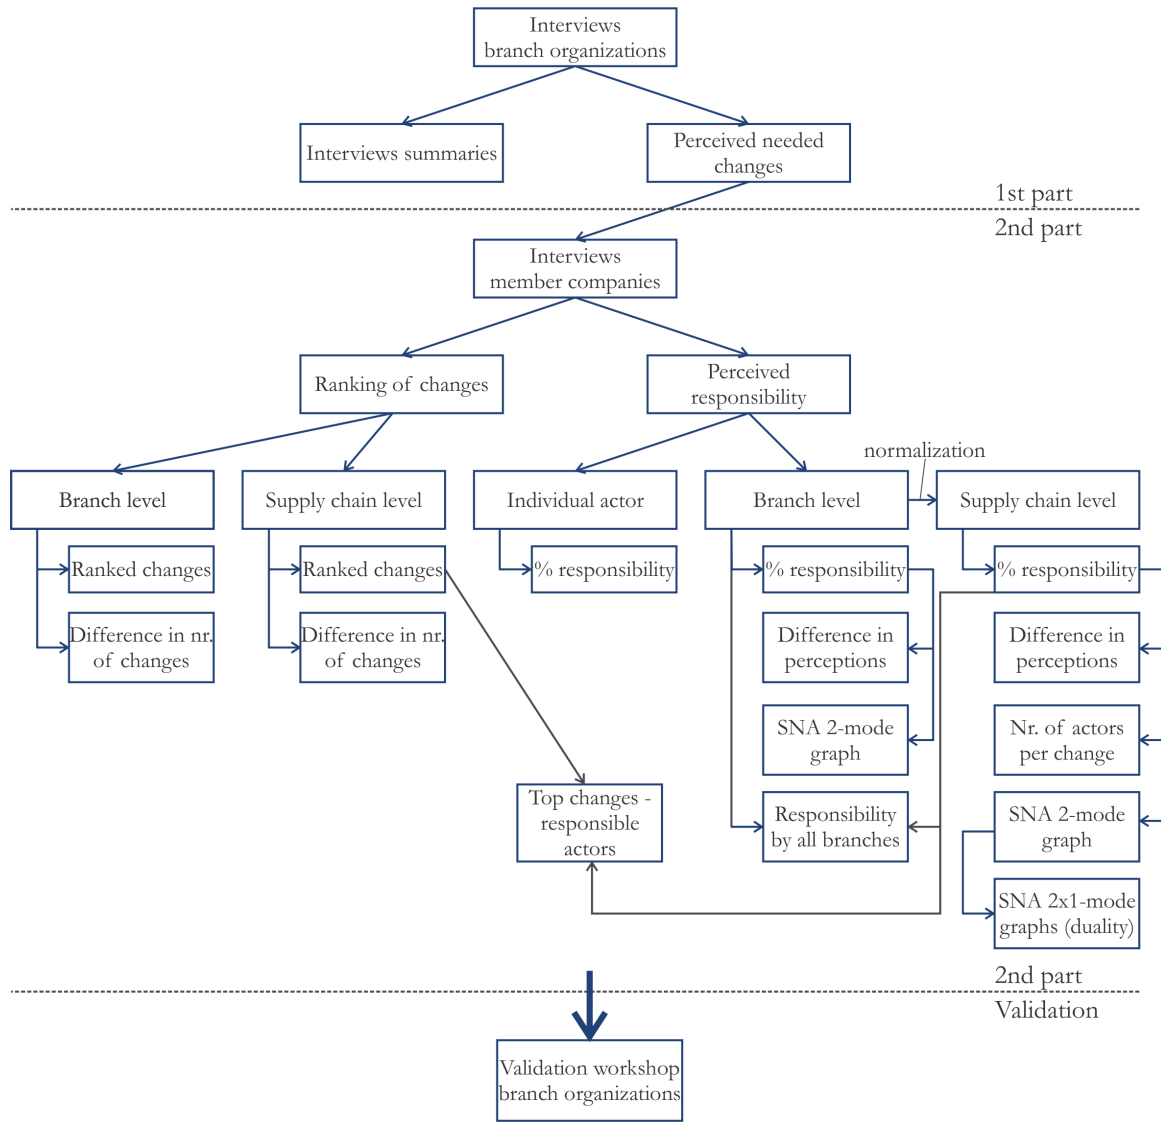 Interviews
branch organizations
Interviews summaries
Perceived needed
changes
1st part
2nd part
Interviews
member companies
Ranking of changes
Perceived
responsibility
normalization
Branch level
Supply chain level
Individual actor
Branch level
Supply chain level
Ranked changes
Ranked changes
% responsibility
% responsibility
% responsibility
Difference in nr.
of changes
Difference in nr.
of changes
Difference in
perceptions
Difference in
perceptions
SNA 2-mode
graph
Nr. of actors
per change
Top changes -
responsible
actors
Responsibility
by all branches
SNA 2-mode
graph
SNA 2x1-mode
graphs (duality)
2nd part
Validation
Validation workshop
branch organizations